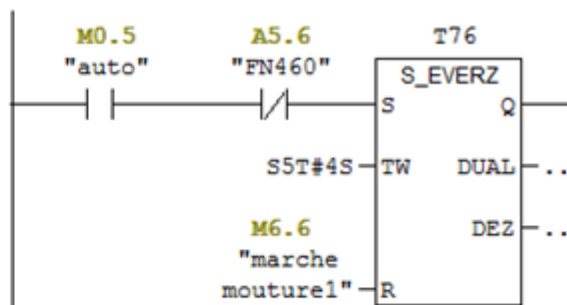 M0.5 A5.6 T76
"auto" "FN460" S_EVERZ
S Q
S5T#4S TW DUAL ..
M6.6 DEZ ..
"marche
mouture1" R